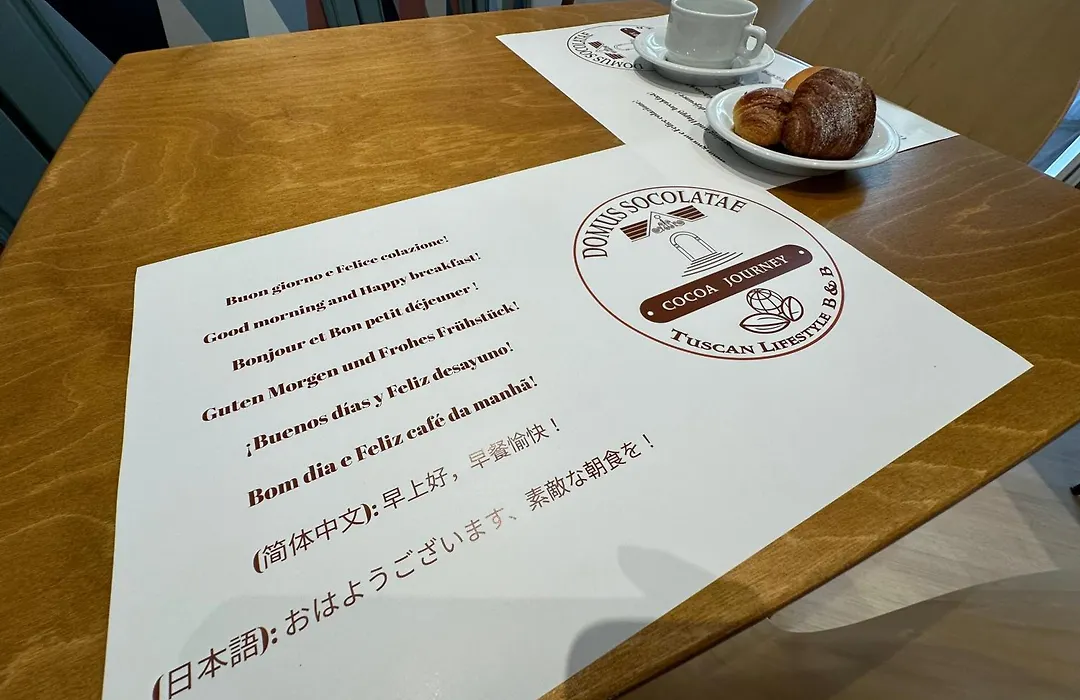 Buon giorno e Felice colazione!
Good morning and Happy breakfast!
Bonjour et Bon petit déjeuner !
Guten Morgen und Frohes Frühstück!
¡Buenos días y Feliz desayuno!
Bom dia e Feliz café da manhã!
(简体中文): 早上好，早餐愉快！
(日本語): おはようございます、素敵な朝食を！
DOMUS SOCOLATAE
COCOA JOURNEY
TUSCAN LIFESTYLE B & B
DOMUS SOCOLATAE